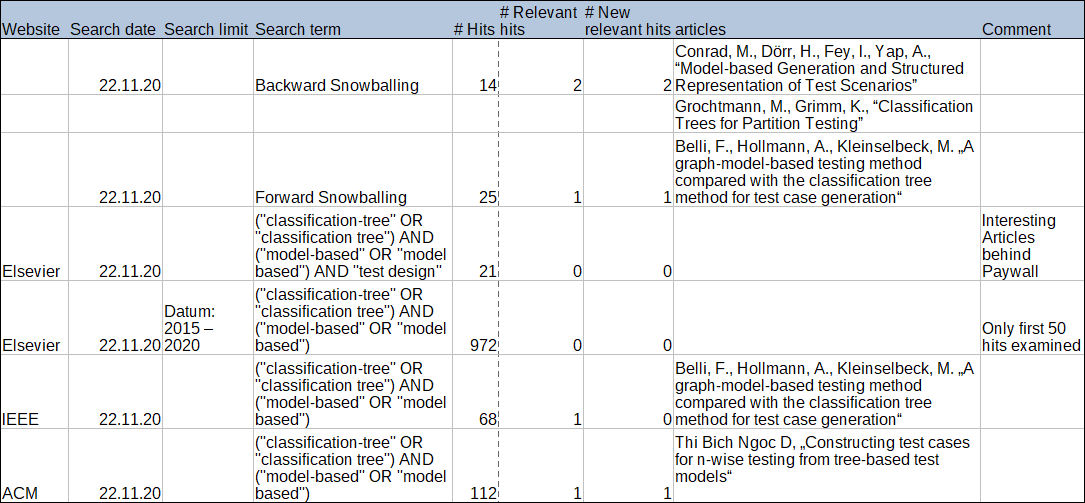 Website Search date Search limit Search term # Hits # Relevant hits # New relevant hits articles Comment
22.11.20 Backward Snowballing 14 2 2 Conrad, M., Dörr, H., Fey, I., Yap, A.,
“Model-based Generation and Structured
Representation of Test Scenarios”
Grochtmann, M., Grimm, K., “Classification
Trees for Partition Testing”
22.11.20 Forward Snowballing 25 1 1 Belli, F., Hollmann, A., Kleinselbeck, M. „A
graph-model-based testing method
compared with the classification tree
method for test case generation“
Elsevier 22.11.20 ("classification-tree" OR
"classification tree") AND
("model-based" OR "model
based") AND "test design" 21 0 0 Interesting
Articles
behind
Paywall
Elsevier 22.11.20 Datum:
2015 –
2020 ("classification-tree" OR
"classification tree") AND
("model-based" OR "model
based") 972 0 0 Only first 50
hits examined
IEEE 22.11.20 ("classification-tree" OR
"classification tree") AND
("model-based" OR "model
based") 68 1 0 Belli, F., Hollmann, A., Kleinselbeck, M. „A
graph-model-based testing method
compared with the classification tree
method for test case generation“
ACM 22.11.20 ("classification-tree" OR
"classification tree") AND
("model-based" OR "model
based") 112 1 1 Thi Bich Ngoc D, „Constructing test cases
for n-wise testing from tree-based test
models“